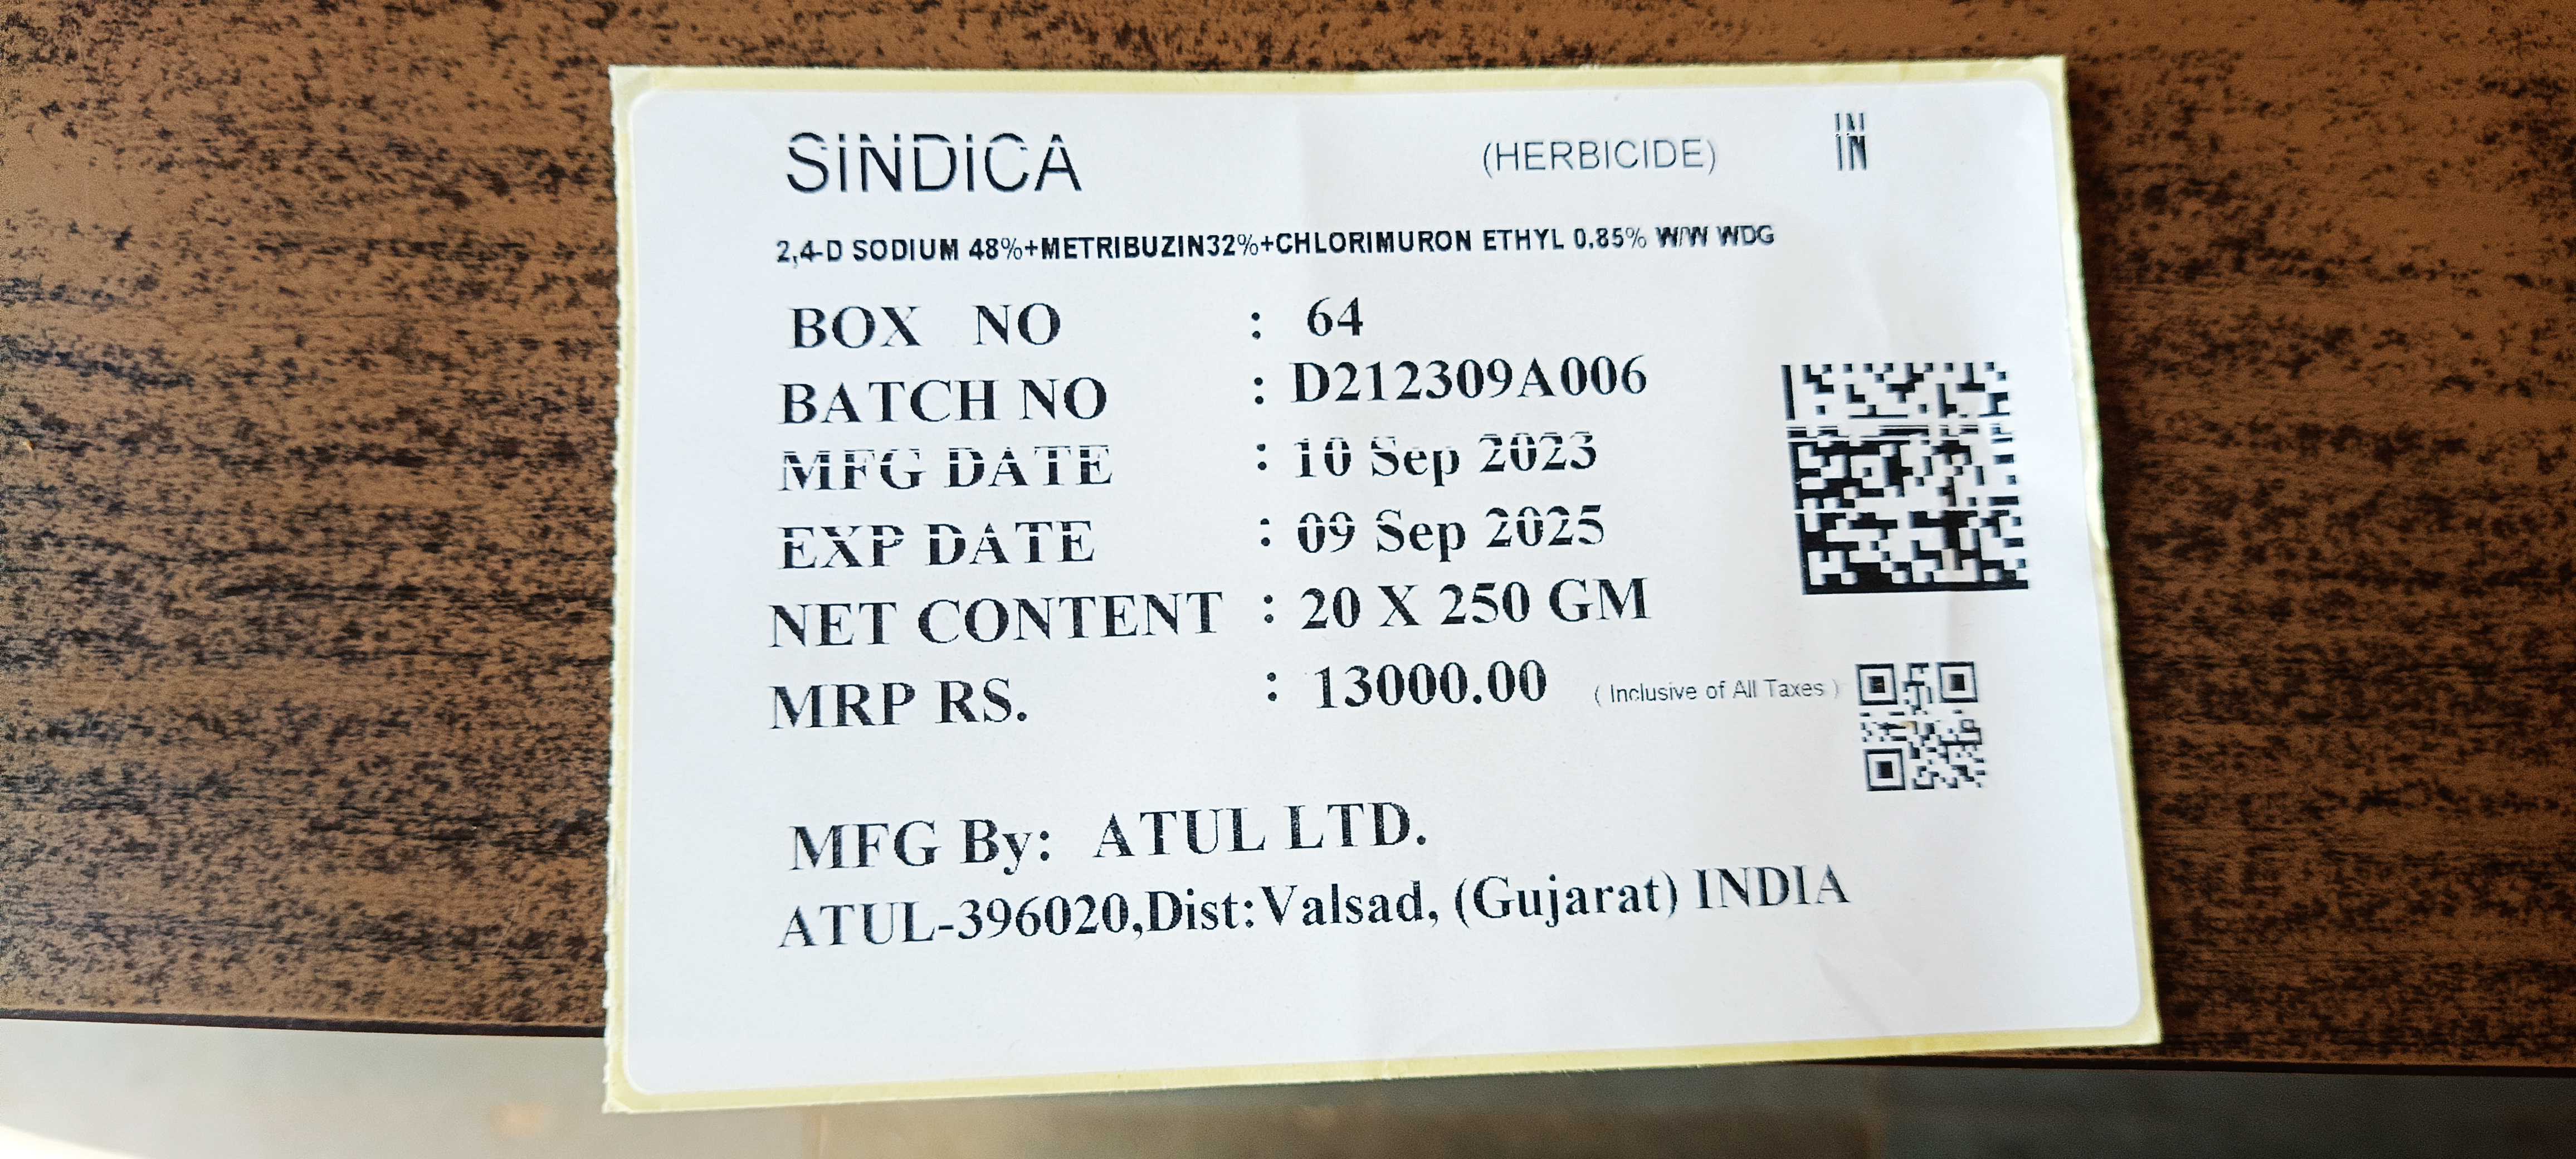 SINDICA (HERBICIDE) IN
2,4-D SODIUM 48%+METRIBUZIN32%+CHLORIMURON ETHYL 0.85% W/W WDG
BOX NO : 64
BATCH NO : D212309A006
MFG DATE : 10 Sep 2023
EXP DATE : 09 Sep 2025
NET CONTENT : 20 X 250 GM
MRP RS. : 13000.00 ( Inclusive of All Taxes )
MFG By: ATUL LTD.
ATUL-396020,Dist:Valsad, (Gujarat) INDIA